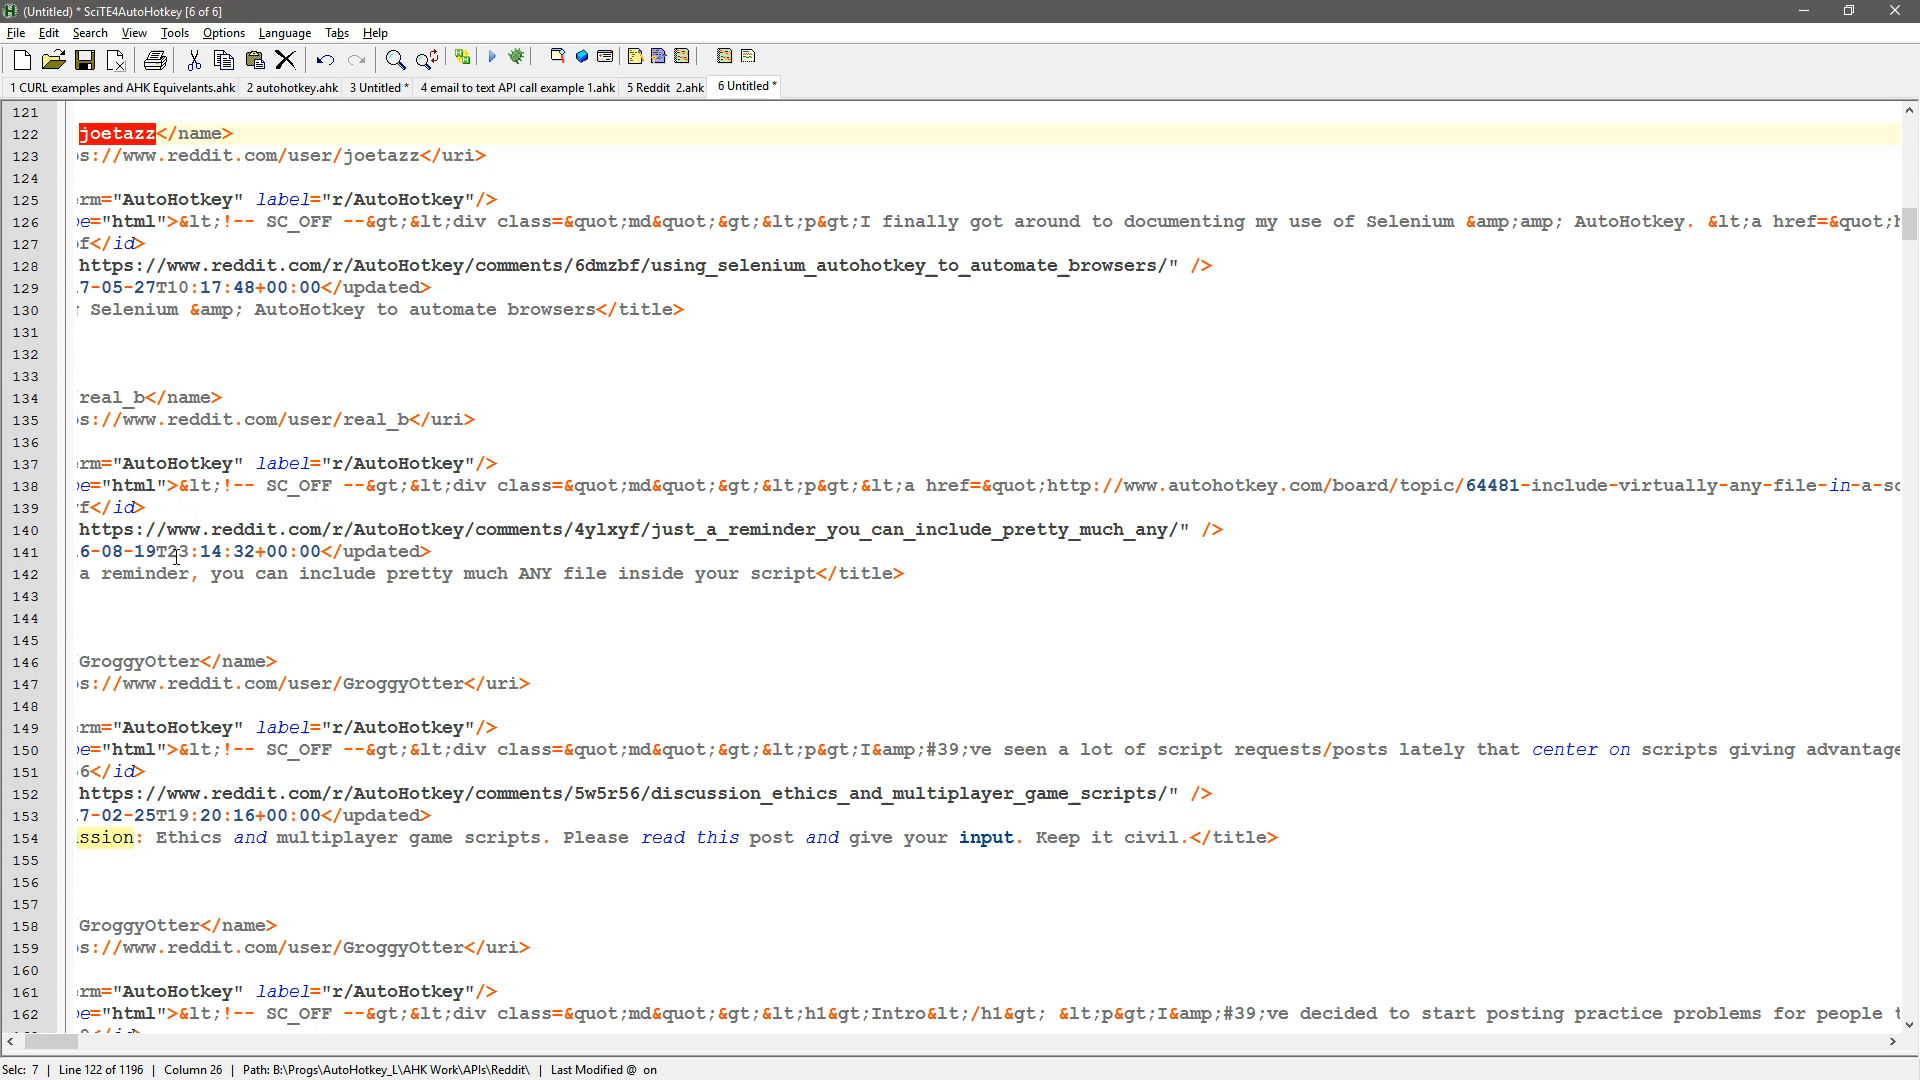 (Untitled) * SciTE4AutoHotkey [6 of 6]
File Edit Search View Tools Options Language Tabs Help
1 CURL examples and AHK Equivelants.ahk 2 autohotkey.ahk 3 Untitled * 4 email to text API call example 1.ahk 5 Reddit 2.ahk 6 Untitled *
121
122 joetazz</name>
123 s://www.reddit.com/user/joetazz</uri>
124
125 rm="AutoHotkey" label="r/AutoHotkey"/>
126 e="html">&lt;!-- SC_OFF --&gt;&lt;div class=&quot;md&quot;&gt;&lt;p&gt;I finally got around to documenting my use of Selenium &amp;amp; AutoHotkey. &lt;a href=&quot;h
127 f</id>
128 https://www.reddit.com/r/AutoHotkey/comments/6dmzbf/using_selenium_autohotkey_to_automate_browsers/" />
129 7-05-27T10:17:48+00:00</updated>
130 Selenium &amp; AutoHotkey to automate browsers</title>
131
132
133
134 real_b</name>
135 s://www.reddit.com/user/real_b</uri>
136
137 rm="AutoHotkey" label="r/AutoHotkey"/>
138 e="html">&lt;!-- SC_OFF --&gt;&lt;div class=&quot;md&quot;&gt;&lt;p&gt;&lt;a href=&quot;http://www.autohotkey.com/board/topic/64481-include-virtually-any-file-in-a-sc
139 f</id>
140 https://www.reddit.com/r/AutoHotkey/comments/4ylxyf/just_a_reminder_you_can_include_pretty_much_any/" />
141 6-08-19T23:14:32+00:00</updated>
142 a reminder, you can include pretty much ANY file inside your script</title>
143
144
145
146 GroggyOtter</name>
147 s://www.reddit.com/user/GroggyOtter</uri>
148
149 rm="AutoHotkey" label="r/AutoHotkey"/>
150 e="html">&lt;!-- SC_OFF --&gt;&lt;div class=&quot;md&quot;&gt;&lt;p&gt;I&amp;#39;ve seen a lot of script requests/posts lately that center on scripts giving advantage
151 6</id>
152 https://www.reddit.com/r/AutoHotkey/comments/5w5r56/discussion_ethics_and_multiplayer_game_scripts/" />
153 7-02-25T19:20:16+00:00</updated>
154 ssion: Ethics and multiplayer game scripts. Please read this post and give your input. Keep it civil.</title>
155
156
157
158 GroggyOtter</name>
159 s://www.reddit.com/user/GroggyOtter</uri>
160
161 rm="AutoHotkey" label="r/AutoHotkey"/>
162 e="html">&lt;!-- SC_OFF --&gt;&lt;div class=&quot;md&quot;&gt;&lt;h1&gt;Intro&lt;/h1&gt; &lt;p&gt;I&amp;#39;ve decided to start posting practice problems for people t
Selc: 7 | Line 122 of 1196 | Column 26 | Path: B:\Progs\AutoHotkey_L\AHK Work\APIs\Reddit\ | Last Modified @ on